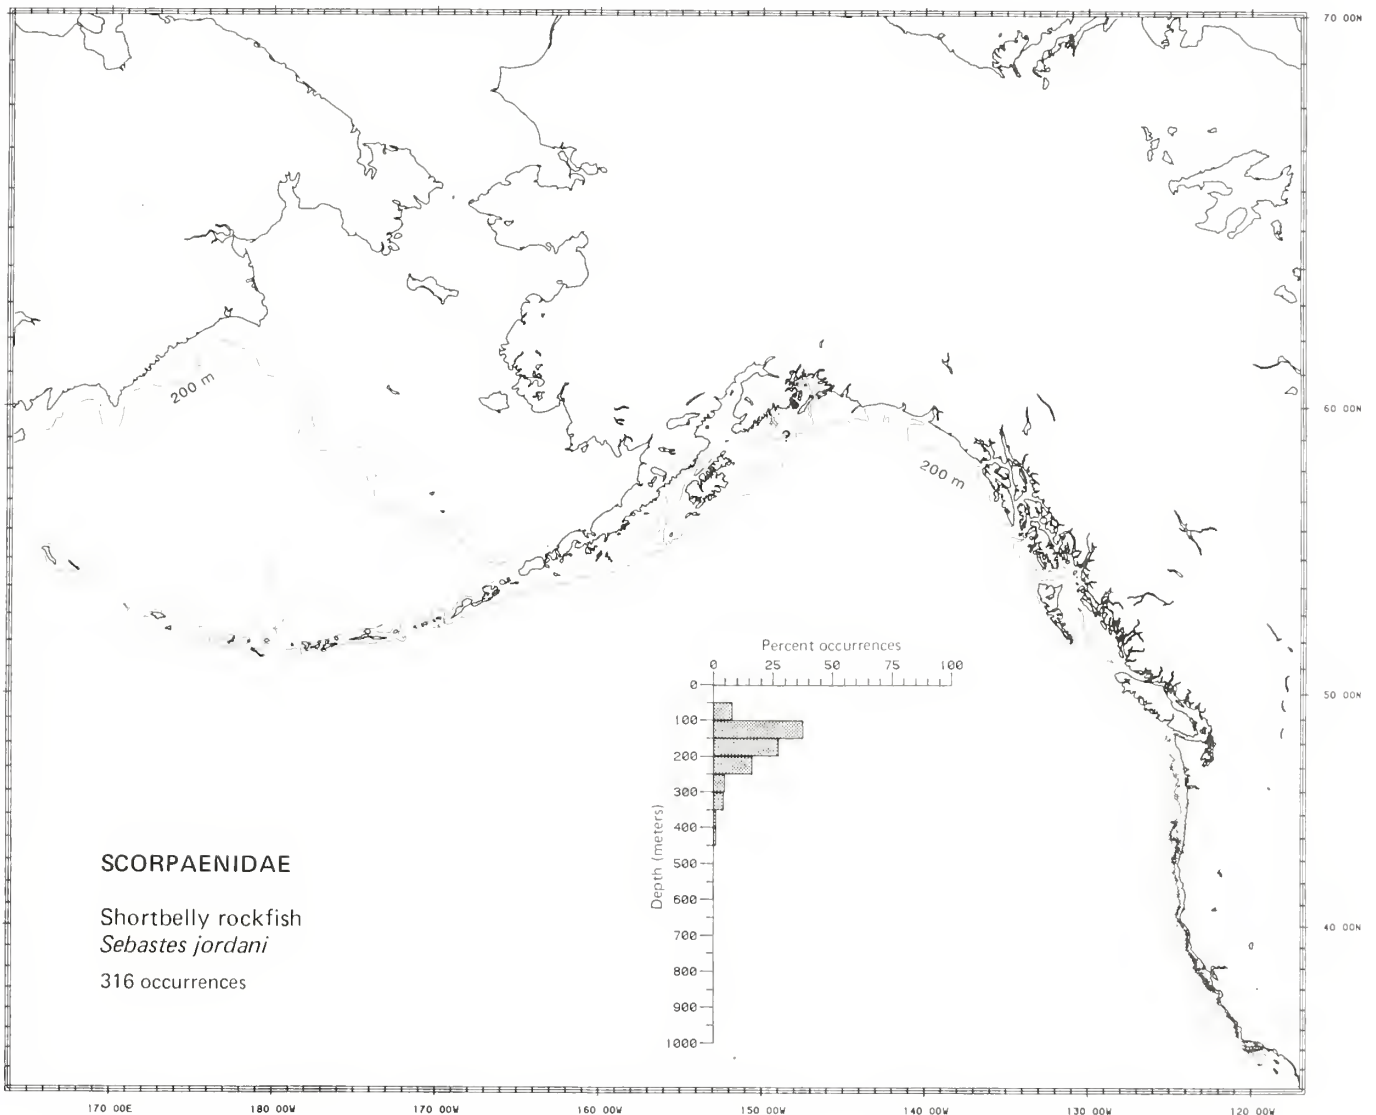 70 00N
200 m
60 00N
?
200 m
Percent occurrences
0 25 50 75 100
0
50 00N
100
200
300
400
Depth (meters)
500
600
700
800
900
1000
SCORPAENIDAE
40 00N
Shortbelly rockfish
Sebastes jordani
316 occurrences
170 00E 180 00W 170 00W 160 00W 150 00W 140 00W 130 00W 120 00W